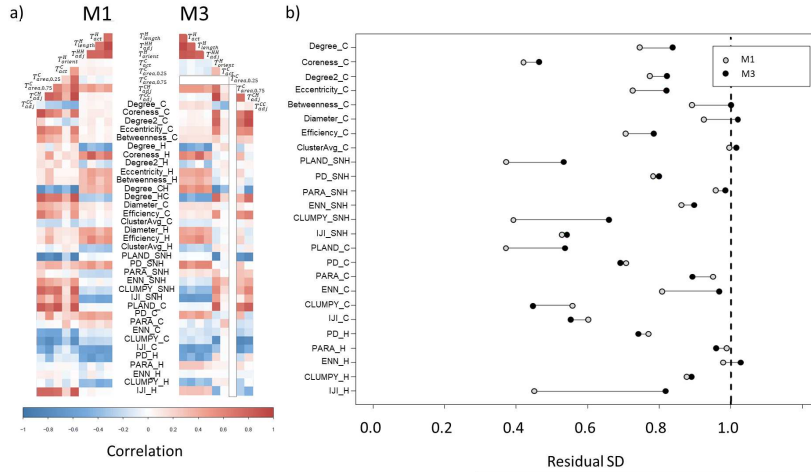 a)
M1
M3
b)
Degree_C
Coreness_C
Degree2_C
Eccentricity_C
Betweenness_C
Degree_H
Coreness_H
Degree2_H
Eccentricity_H
Betweenness_H
Degree_CH
Degree_HC
Diameter_C
Efficiency_C
ClusterAvg_C
Diameter_H
Efficiency_H
ClusterAvg_H
PLAND_SNH
PD_SNH
PARA_SNH
ENN_SNH
CLUMPY_SNH
IJI_SNH
PLAND_C
PD_C
PARA_C
ENN_C
CLUMPY_C
IJI_C
PD_H
PARA_H
ENN_H
CLUMPY_H
IJI_H
-1 -0.8 -0.6 -0.4 -0.2 0 0.2 0.4 0.6 0.8 1
Correlation
Degree_C
Coreness_C
Degree2_C
Eccentricity_C
Betweenness_C
Diameter_C
Efficiency_C
ClusterAvg_C
PLAND_SNH
PD_SNH
PARA_SNH
ENN_SNH
CLUMPY_SNH
IJI_SNH
PLAND_C
PD_C
PARA_C
ENN_C
CLUMPY_C
IJI_C
PD_H
PARA_H
ENN_H
CLUMPY_H
IJI_H
M1
M3
0.0 0.2 0.4 0.6 0.8 1.0
Residual SD